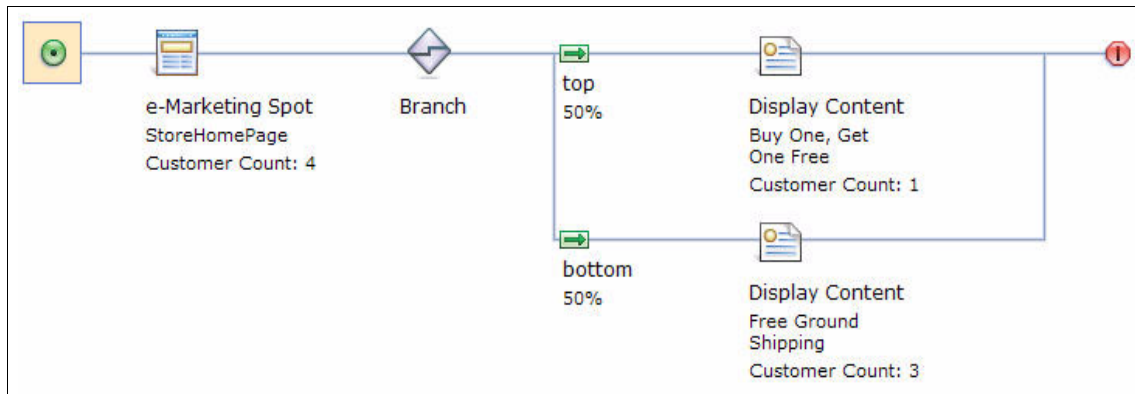 e-Marketing Spot
StoreHomePage
Customer Count: 4
Branch
top
50%
Display Content
Buy One, Get
One Free
Customer Count: 1
bottom
50%
Display Content
Free Ground
Shipping
Customer Count: 3